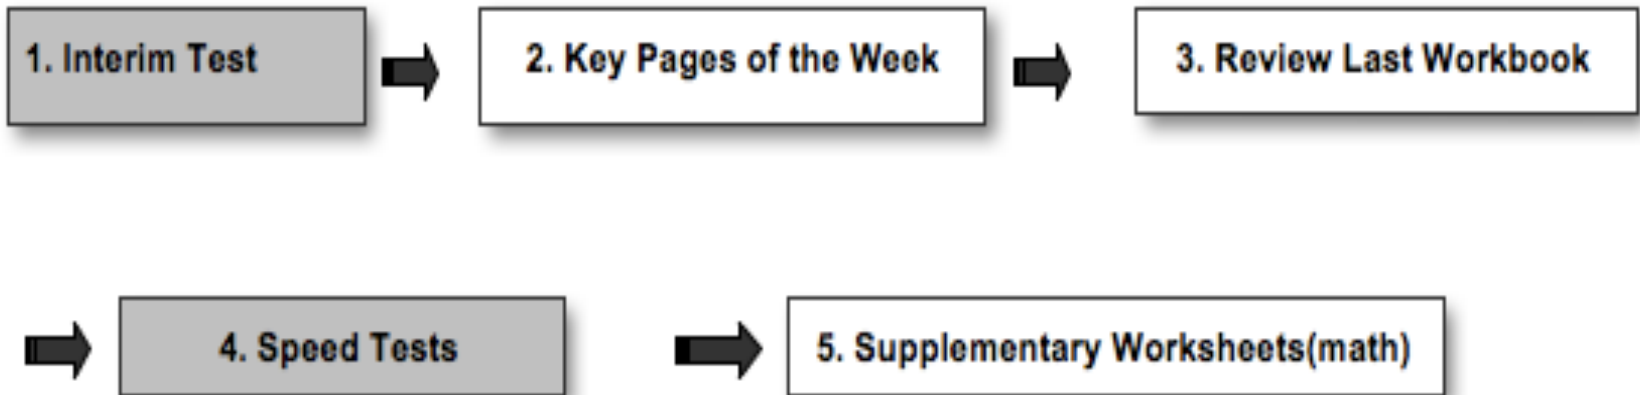 1. Interim Test
2. Key Pages of the Week
3. Review Last Workbook
4. Speed Tests
5. Supplementary Worksheets(math)